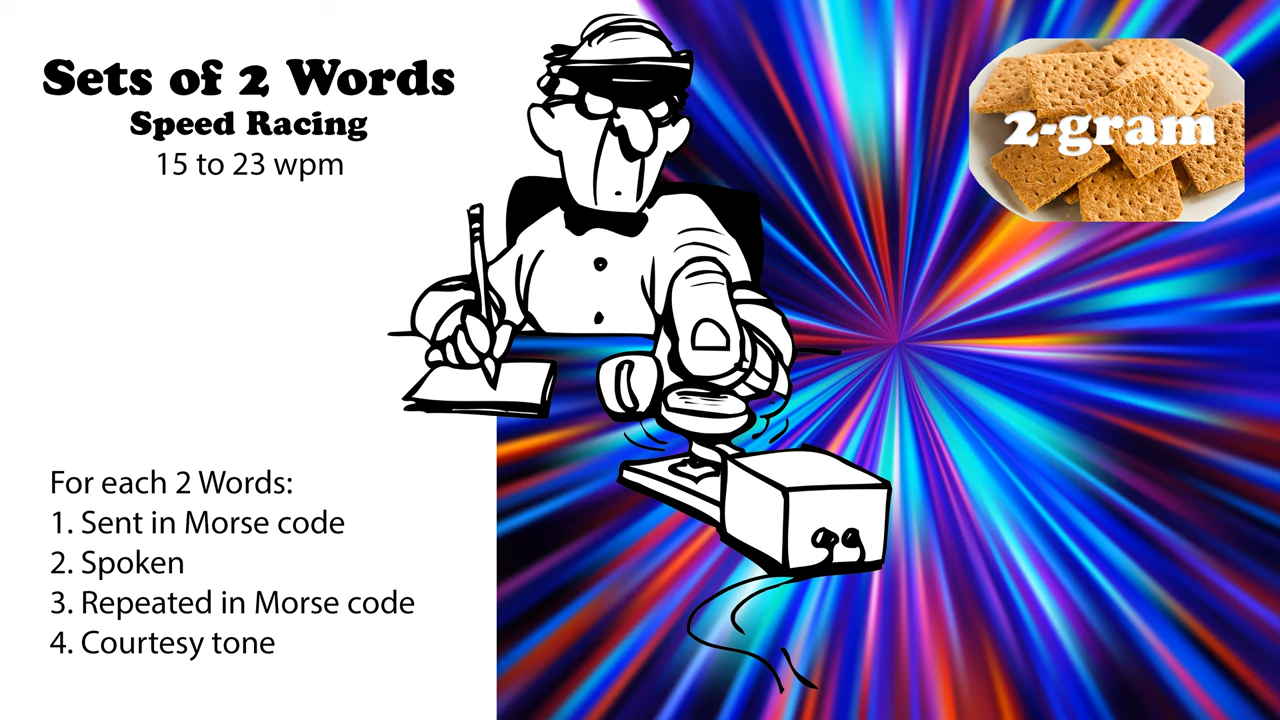 Sets of 2 Words
Speed Racing
15 to 23 wpm
2-gram
For each 2 Words:
1. Sent in Morse code
2. Spoken
3. Repeated in Morse code
4. Courtesy tone